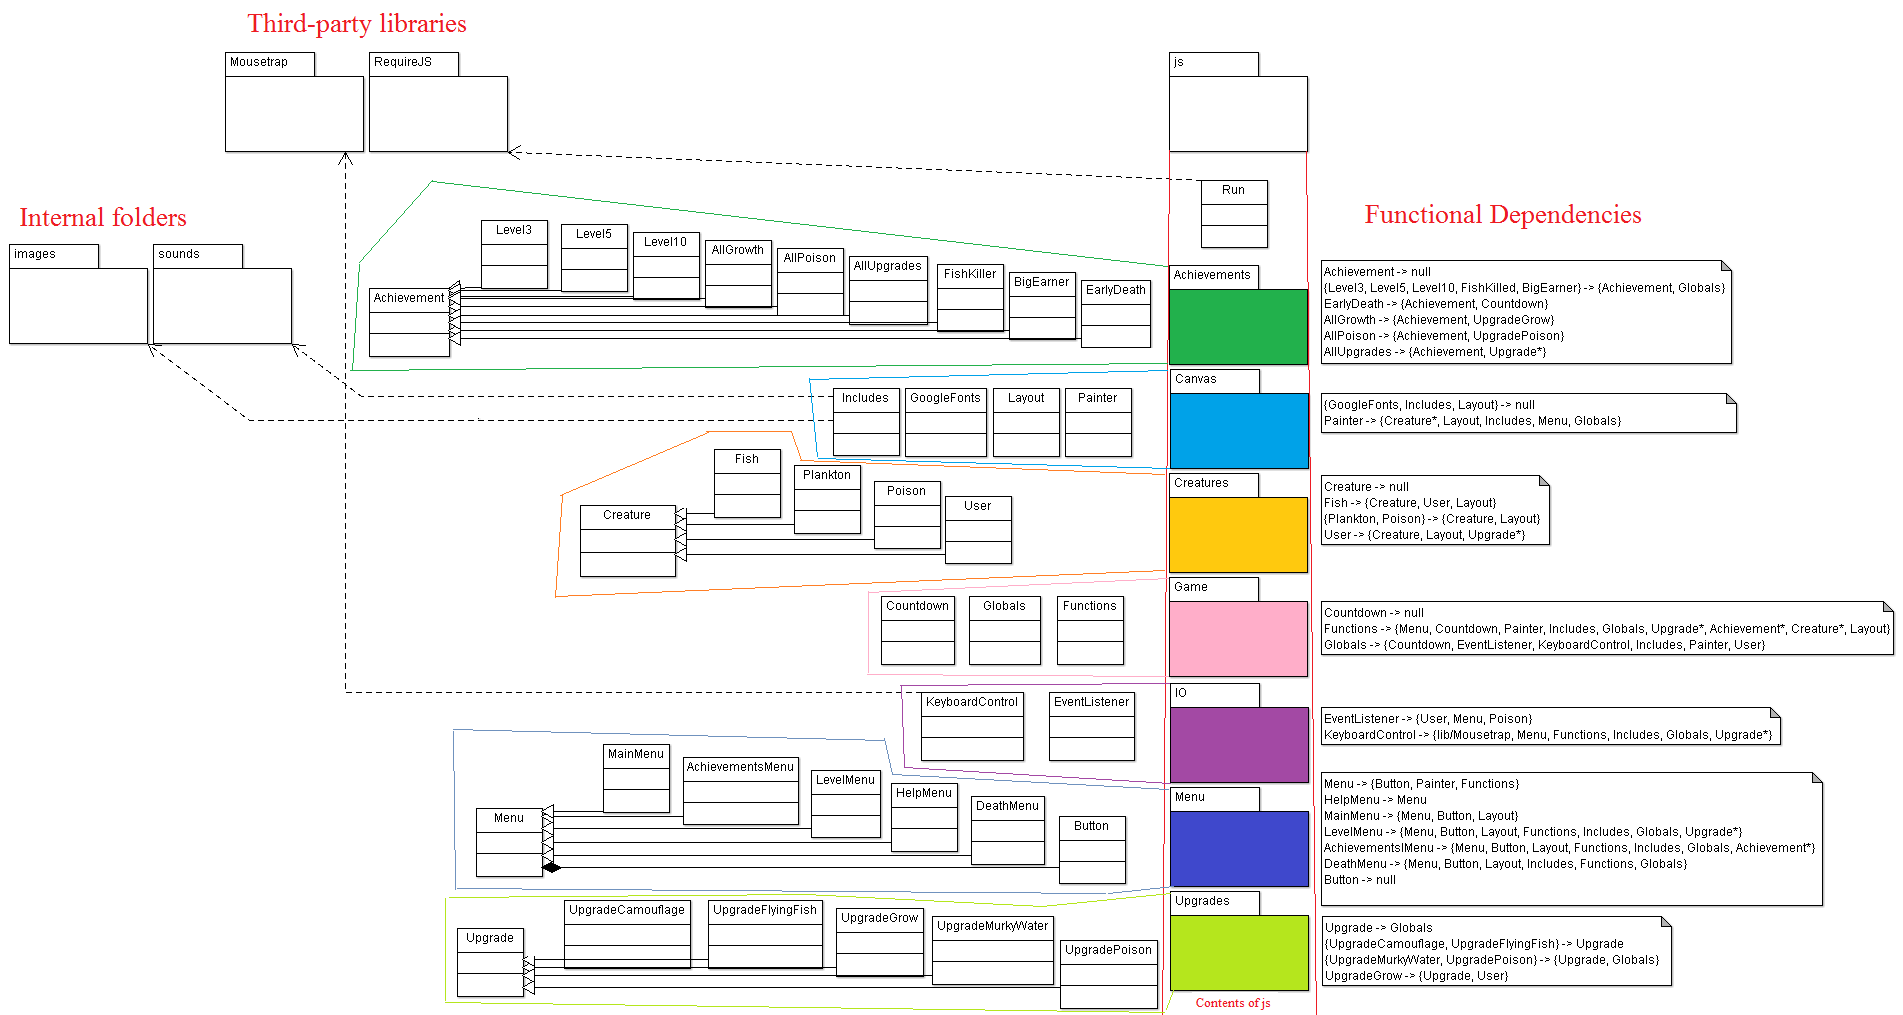 Third-party libraries
Mousetrap
RequireJS
js
Run
Internal folders
images
sounds
Functional Dependencies
Level3
Level5
Level10
AllGrowth
AllPoison
AllUpgrades
FishKiller
BigEarner
EarlyDeath
Achievement
Achievements
Achievement -> null
{Level3, Level5, Level10, FishKilled, BigEarner} -> {Achievement, Globals}
EarlyDeath -> {Achievement, Countdown}
AllGrowth -> {Achievement, UpgradeGrow}
AllPoison -> {Achievement, UpgradePoison}
AllUpgrades -> {Achievement, Upgrade*}
Includes
GoogleFonts
Layout
Painter
Canvas
{GoogleFonts, Includes, Layout} -> null
Painter -> {Creature*, Layout, Includes, Menu, Globals}
Fish
Plankton
Poison
User
Creature
Creatures
Creature -> null
Fish -> {Creature, User, Layout}
{Plankton, Poison} -> {Creature, Layout}
User -> {Creature, Layout, Upgrade*}
Countdown
Globals
Functions
Game
Countdown -> null
Functions -> {Menu, Countdown, Painter, Includes, Globals, Upgrade*, Achievement*, Creature*, Layout}
Globals -> {Countdown, EventListener, KeyboardControl, Includes, Painter, User}
KeyboardControl
EventListener
IO
EventListener -> {User, Menu, Poison}
KeyboardControl -> {lib/Mousetrap, Menu, Functions, Includes, Globals, Upgrade*}
MainMenu
AchievementsMenu
LevelMenu
HelpMenu
DeathMenu
Button
Menu
Menu
Menu -> {Button, Painter, Functions}
HelpMenu -> Menu
MainMenu -> {Menu, Button, Layout}
LevelMenu -> {Menu, Button, Layout, Functions, Includes, Globals, Upgrade*}
AchievementslMenu -> {Menu, Button, Layout, Functions, Includes, Globals, Achievement*}
DeathMenu -> {Menu, Button, Layout, Includes, Functions, Globals}
Button -> null
UpgradeCamouflage
UpgradeFlyingFish
UpgradeGrow
UpgradeMurkyWater
UpgradePoison
Upgrade
Upgrades
Upgrade -> Globals
{UpgradeCamouflage, UpgradeFlyingFish} -> Upgrade
{UpgradeMurkyWater, UpgradePoison} -> {Upgrade, Globals}
UpgradeGrow -> {Upgrade, User}
Contents of js